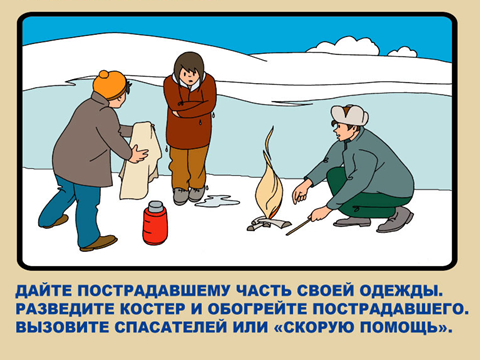 ДАЙТЕ ПОСТРАДАВШЕМУ ЧАСТЬ СВОЕЙ ОДЕЖДЫ.
РАЗВЕДИТЕ КОСТЕР И ОБОГРЕЙТЕ ПОСТРАДАВШЕГО.
ВЫЗОВИТЕ СПАСАТЕЛЕЙ ИЛИ «СКОРУЮ ПОМОЩЬ».